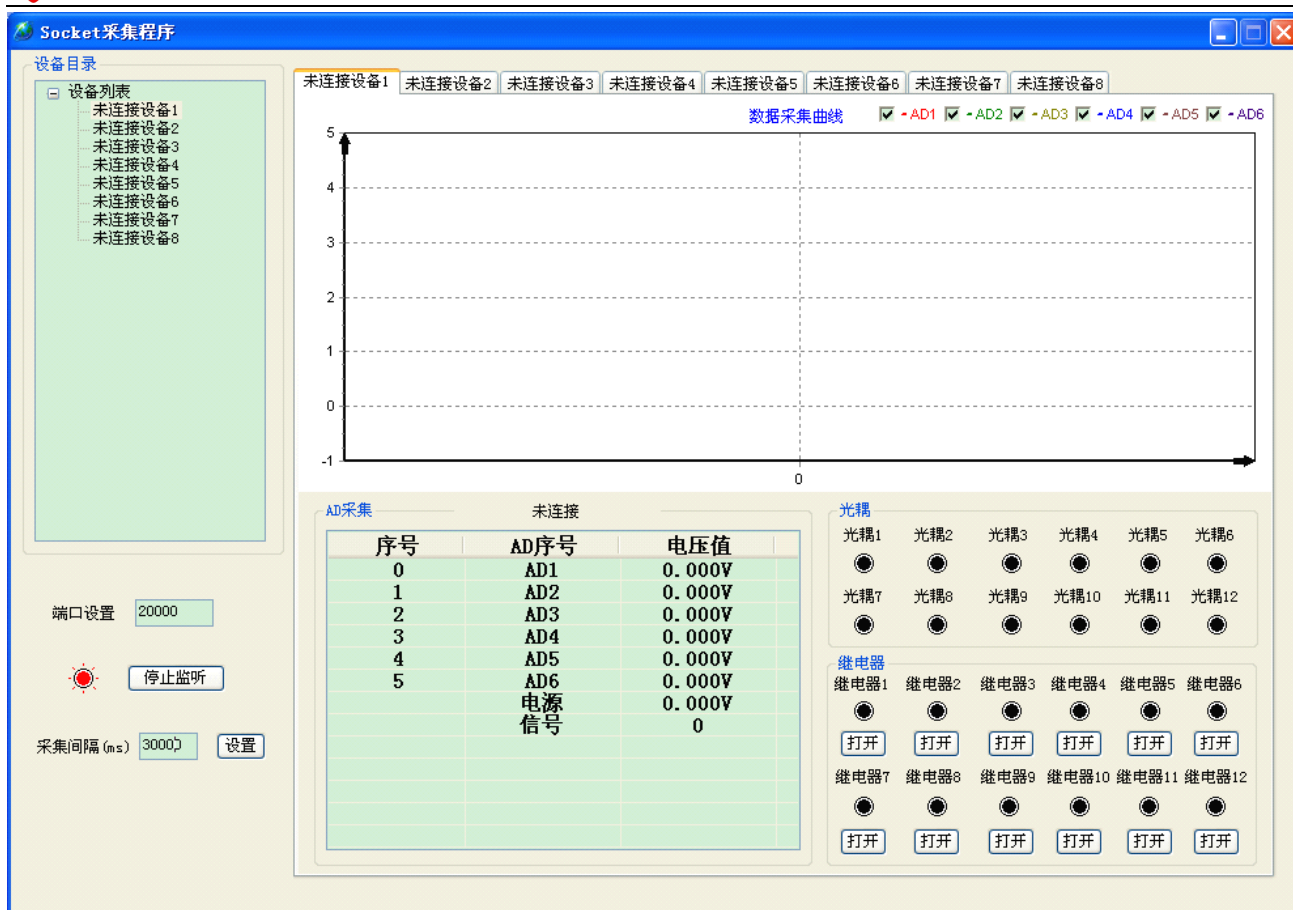 Socket采集程序
设备目录
设备列表
未连接设备1
未连接设备2
未连接设备3
未连接设备4
未连接设备5
未连接设备6
未连接设备7
未连接设备8
端口设置 20000
停止监听
采集间隔(ms) 3000 设置
未连接设备1 未连接设备2 未连接设备3 未连接设备4 未连接设备5 未连接设备6 未连接设备7 未连接设备8
数据采集曲线 AD1 AD2 AD3 AD4 AD5 AD6
5
4
3
2
1
0
-1
0
AD采集 未连接
序号 AD序号 电压值
0 AD1 0.000V
1 AD2 0.000V
2 AD3 0.000V
3 AD4 0.000V
4 AD5 0.000V
5 AD6 0.000V
电源 0.000V
信号 0
光耦
光耦1 光耦2 光耦3 光耦4 光耦5 光耦6
光耦7 光耦8 光耦9 光耦10 光耦11 光耦12
继电器
继电器1 继电器2 继电器3 继电器4 继电器5 继电器6
打开 打开 打开 打开 打开 打开
继电器7 继电器8 继电器9 继电器10 继电器11 继电器12
打开 打开 打开 打开 打开 打开